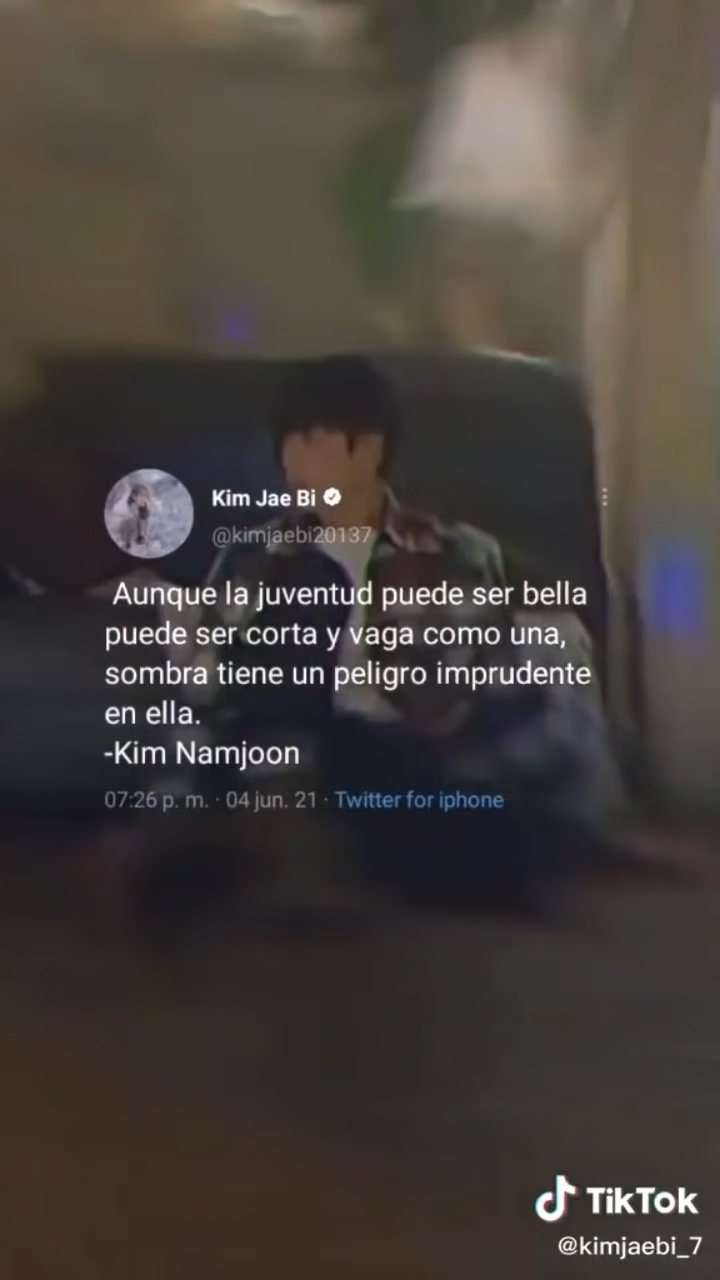 Kim Jae Bi
@kimjaebi20137
Aunque la juventud puede ser bella
puede ser corta y vaga como una,
sombra tiene un peligro imprudente
en ella.
-Kim Namjoon
07:26 p. m. · 04 jun. 21 · Twitter for iphone
TikTok
@kimjaebi_7